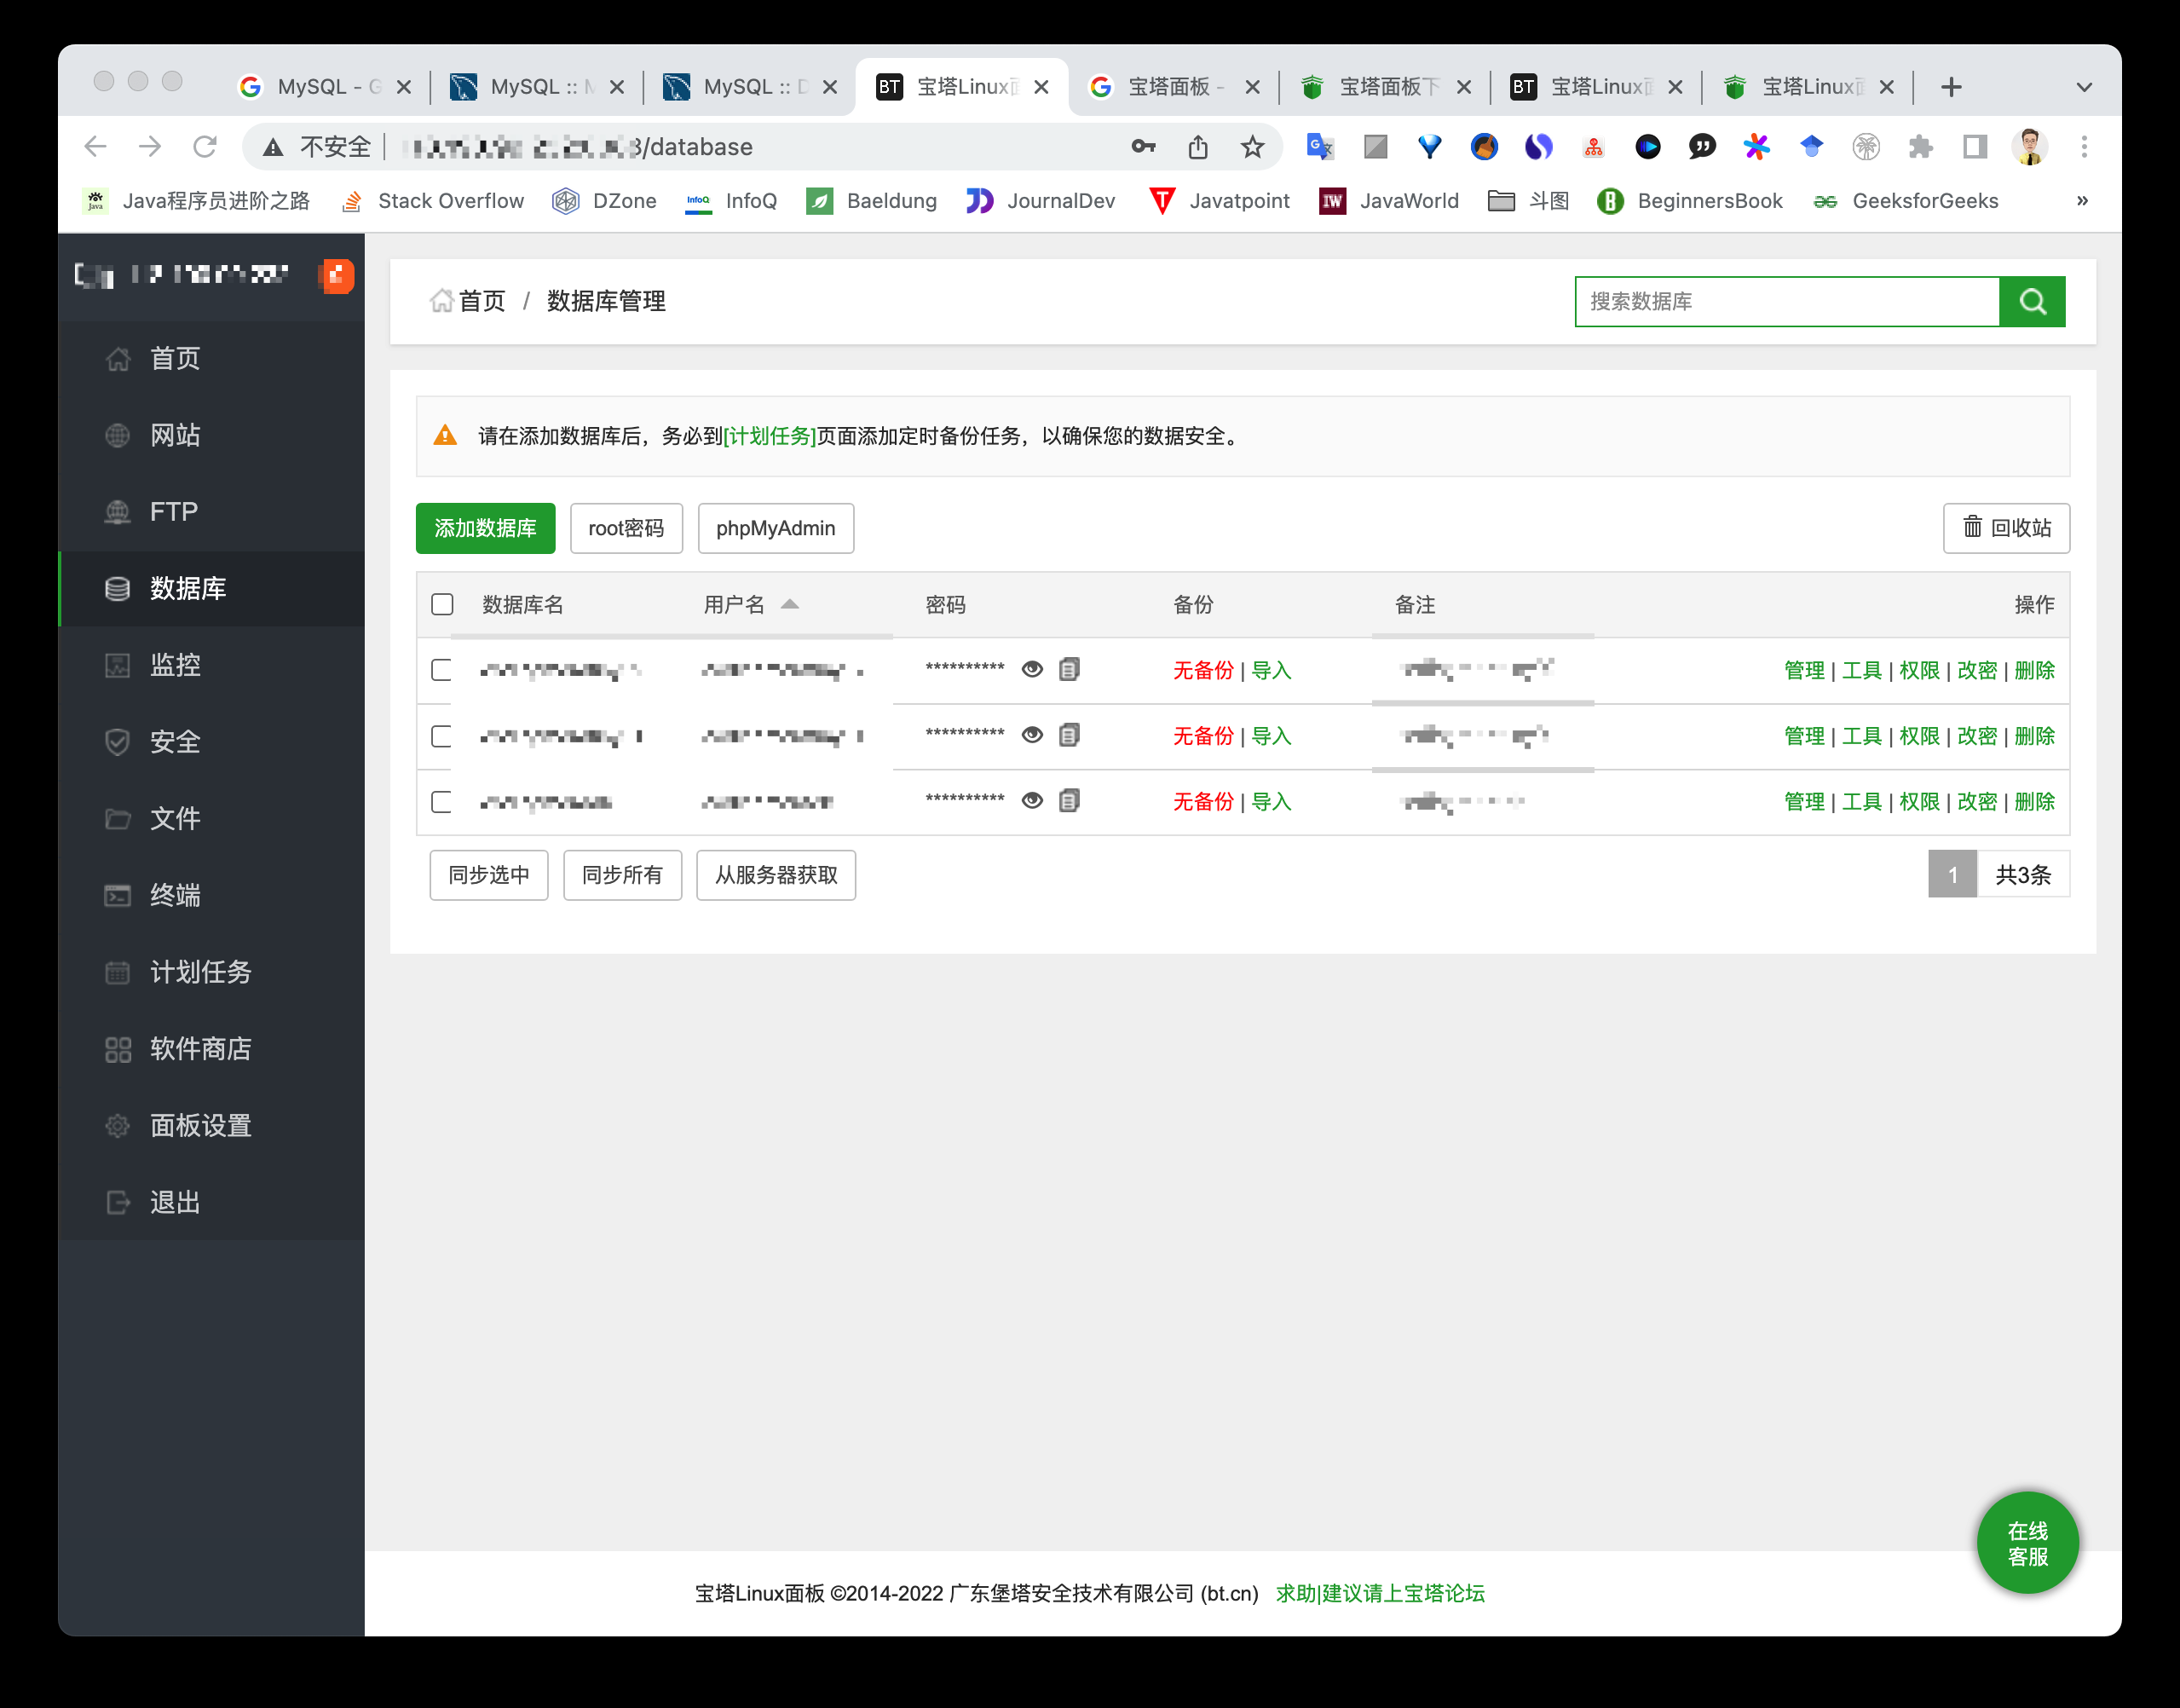 MySQL - G
MySQL :: M
MySQL :: D
BT 宝塔Linux面
宝塔面板 -
宝塔面板下
BT 宝塔Linux面
宝塔Linux面
不安全 /database
Java程序员进阶之路 Stack Overflow DZone InfoQ InfoQ Baeldung JournalDev Javatpoint JavaWorld 斗图 BeginnersBook GeeksforGeeks »
首页
网站
FTP
数据库
监控
安全
文件
终端
计划任务
软件商店
面板设置
退出
首页 / 数据库管理
搜索数据库
请在添加数据库后，务必到[计划任务]页面添加定时备份任务，以确保您的数据安全。
添加数据库 root密码 phpMyAdmin 回收站
数据库名 用户名 密码 备份 备注 操作
********** 无备份 | 导入 管理 | 工具 | 权限 | 改密 | 删除
********** 无备份 | 导入 管理 | 工具 | 权限 | 改密 | 删除
********** 无备份 | 导入 管理 | 工具 | 权限 | 改密 | 删除
同步选中 同步所有 从服务器获取 1 共3条
在线
客服
宝塔Linux面板 ©2014-2022 广东堡塔安全技术有限公司 (bt.cn) 求助|建议请上宝塔论坛